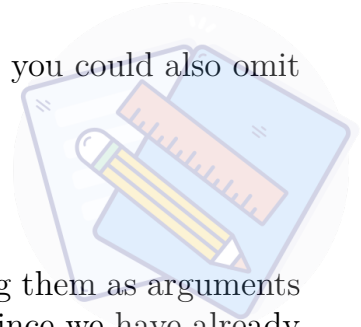 you could also omit
g them as arguments
ince we have already